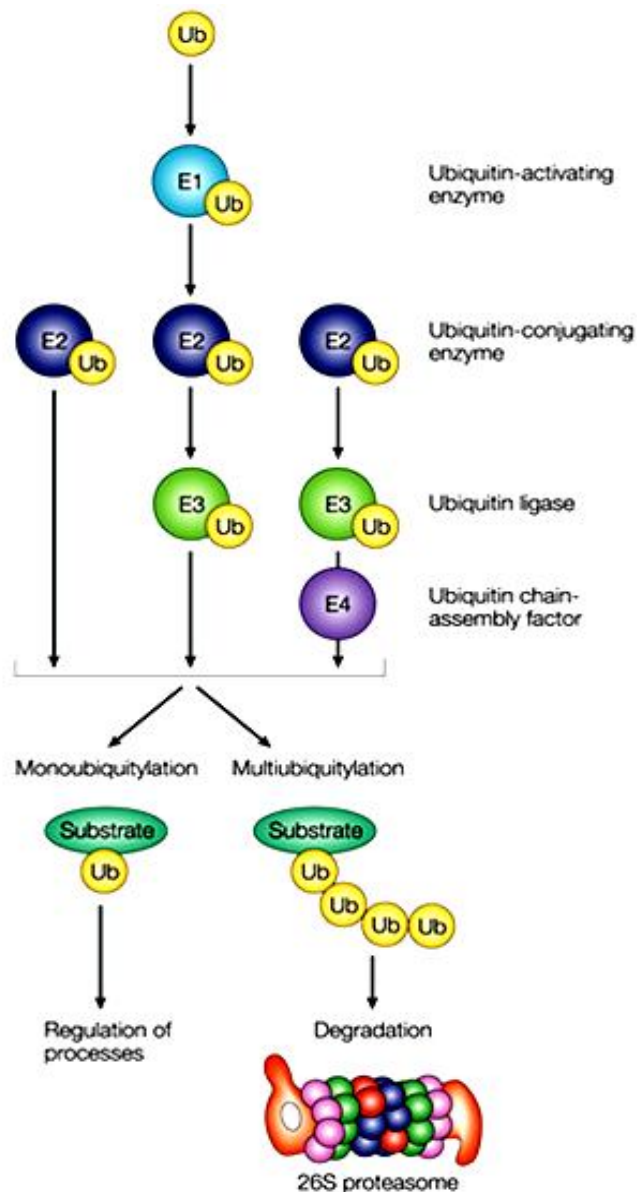 Ub
E1
Ub
Ubiquitin-activating
enzyme
E2
Ub
E2
Ub
E2
Ub
Ubiquitin-conjugating
enzyme
E3
Ub
E3
Ub
Ubiquitin ligase
E4
Ubiquitin chain-
assembly factor
Monoubiquitylation
Multiubiquitylation
Substrate
Ub
Substrate
Ub
Ub
Ub
Ub
Regulation of
processes
Degradation
26S proteasome